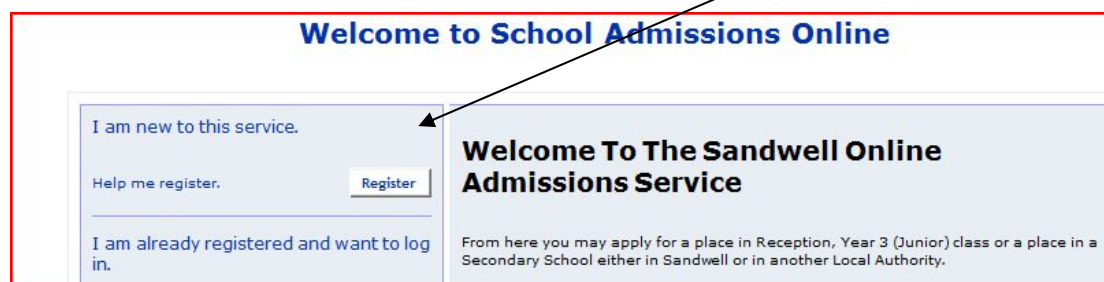 Welcome to School Admissions Online
I am new to this service.
Help me register.
Register
I am already registered and want to log
in.
Welcome To The Sandwell Online
Admissions Service
From here you may apply for a place in Reception, Year 3 (Junior) class or a place in a
Secondary School either in Sandwell or in another Local Authority.